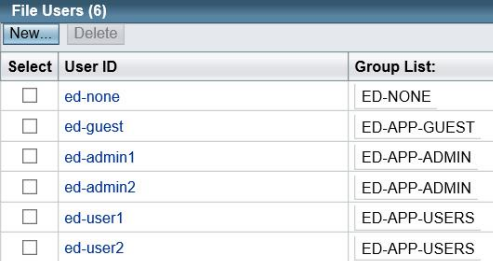 File Users (6)
New... Delete
Select User ID Group List:
ed-none ED-NONE
ed-guest ED-APP-GUEST
ed-admin1 ED-APP-ADMIN
ed-admin2 ED-APP-ADMIN
ed-user1 ED-APP-USERS
ed-user2 ED-APP-USERS